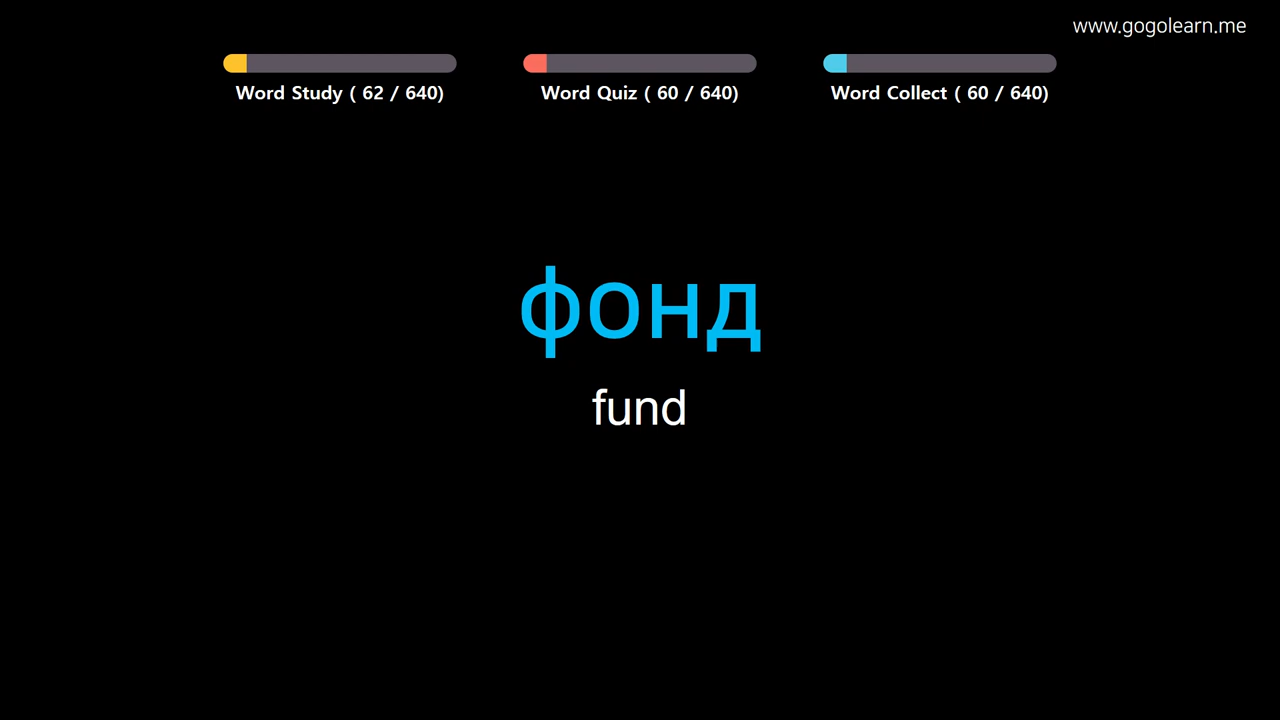 www.gogolearn.me
Word Study ( 62 / 640)
Word Quiz ( 60 / 640)
Word Collect ( 60 / 640)
фонд
fund